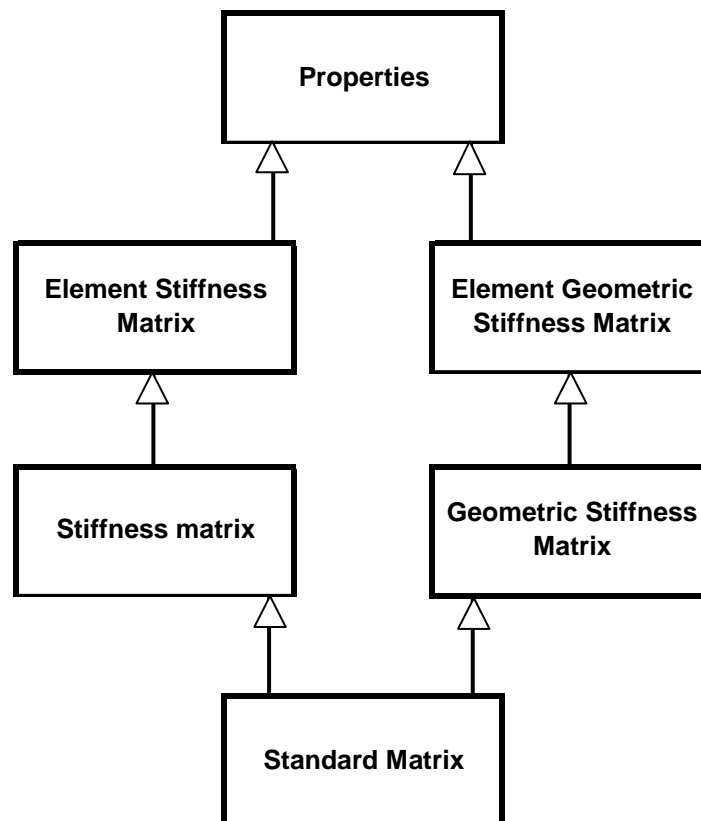 Properties
Element Stiffness
Matrix
Element Geometric
Stiffness Matrix
Stiffness matrix
Geometric Stiffness
Matrix
Standard Matrix